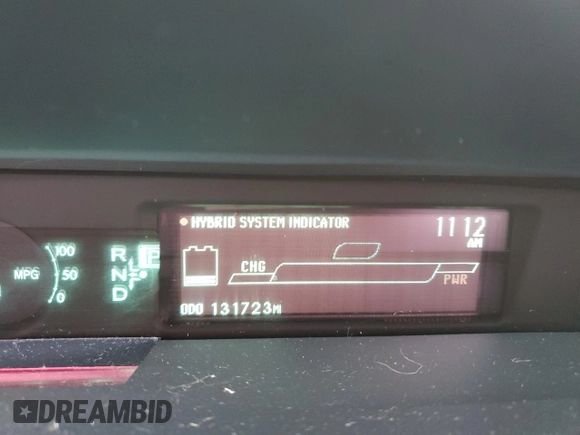 HYBRID SYSTEM INDICATOR
11 12
AM
100
50
0
MPG
R
N
D
P
CHG
PWR
ODO 131723MI
DREAMBID